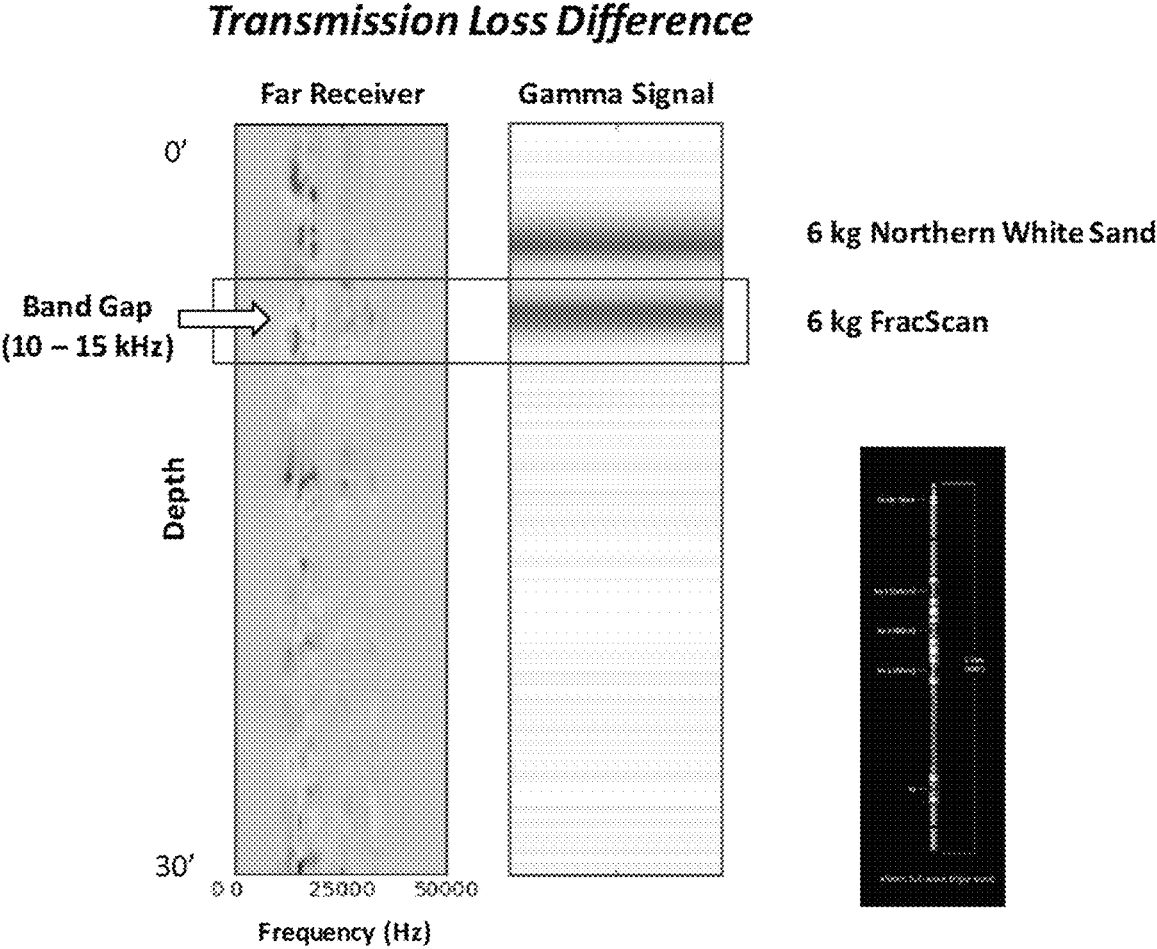 Transmission Loss Difference
Far Receiver
Gamma Signal
0'
6 kg Northern White Sand
Band Gap
(10 – 15 kHz)
6 kg FracScan
Depth
30'
0 0 25000 50000
Frequency (Hz)